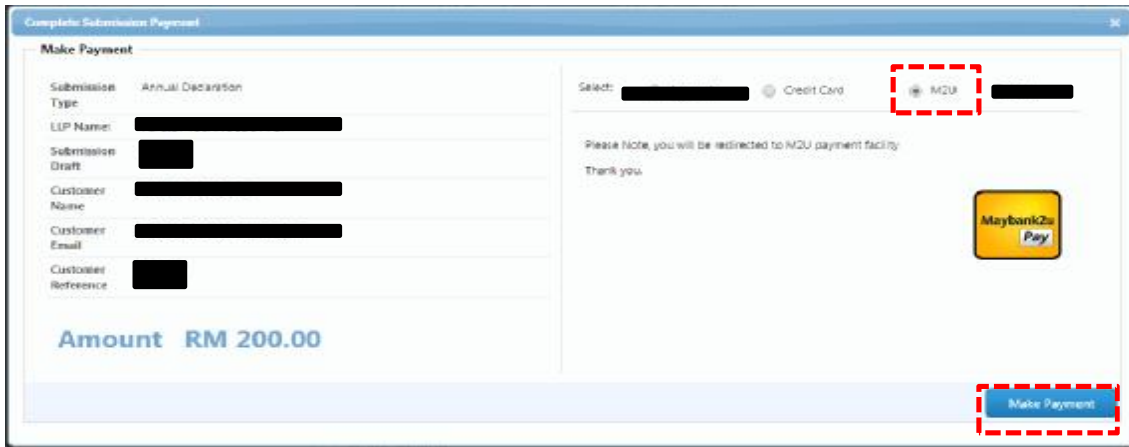 Complete Submission Payment
Make Payment
Submission Type Annual Declaration
LLP Name:
Submission Draft
Customer Name
Customer Email
Customer Reference
Amount RM 200.00
Select: Credit Card M2U
Please Note, you will be redirected to M2U payment facility
Thank you.
Maybank2u
Pay
Make Payment